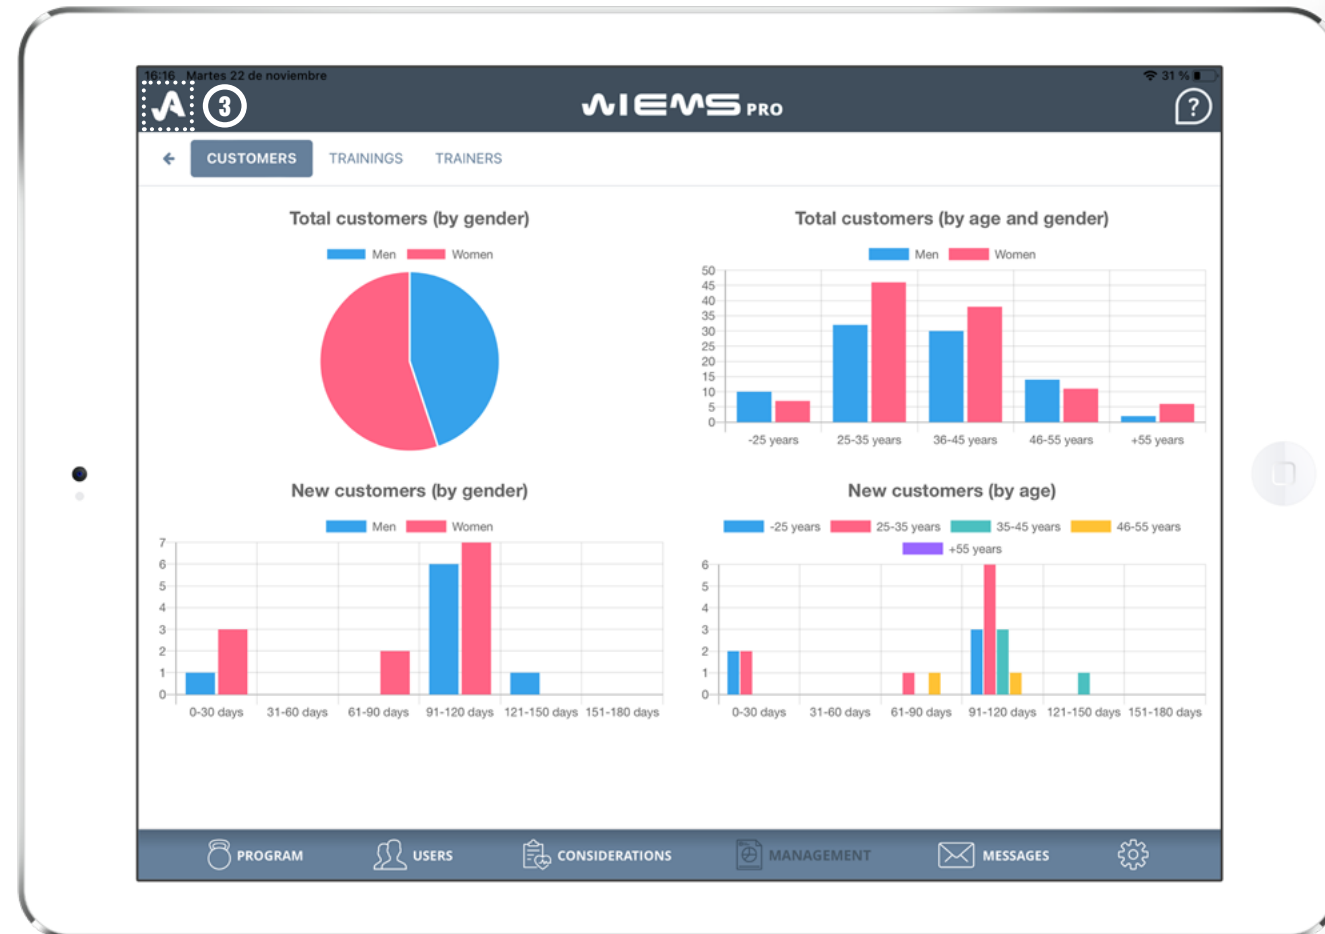 16:16 Martes 22 de noviembre
31 %
3
WIEMS PRO
?
CUSTOMERS TRAININGS TRAINERS
Total customers (by gender)
Men Women
Total customers (by age and gender)
Men Women
50
45
40
35
30
25
20
15
10
5
0
-25 years 25-35 years 36-45 years 46-55 years +55 years
New customers (by gender)
Men Women
7
6
5
4
3
2
1
0
0-30 days 31-60 days 61-90 days 91-120 days 121-150 days 151-180 days
New customers (by age)
-25 years 25-35 years 35-45 years 46-55 years
+55 years
6
5
4
3
2
1
0
0-30 days 31-60 days 61-90 days 91-120 days 121-150 days 151-180 days
PROGRAM USERS CONSIDERATIONS MANAGEMENT MESSAGES